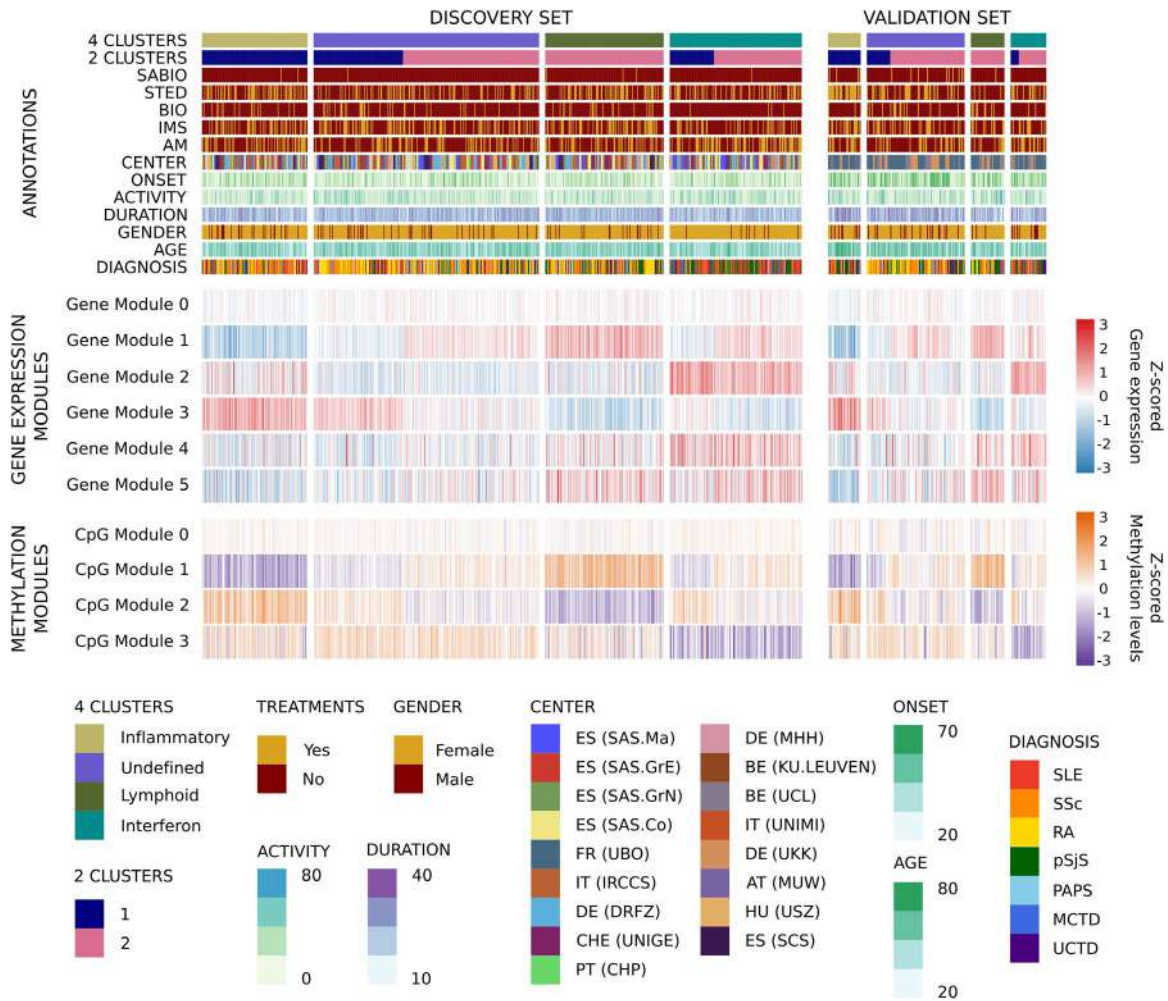 DISCOVERY SET
VALIDATION SET
ANNOTATIONS
4 CLUSTERS
2 CLUSTERS
SABIO
STED
BIO
IMS
AM
CENTER
ONSET
ACTIVITY
DURATION
GENDER
AGE
DIAGNOSIS
GENE EXPRESSION
MODULES
Gene Module 0
Gene Module 1
Gene Module 2
Gene Module 3
Gene Module 4
Gene Module 5
3
2
1
0
-1
-2
-3
Z-scored
Gene expression
METHYLATION
MODULES
CpG Module 0
CpG Module 1
CpG Module 2
CpG Module 3
3
2
1
0
-1
-2
-3
Z-scored
Methylation levels
4 CLUSTERS
Inflammatory
Undefined
Lymphoid
Interferon
2 CLUSTERS
1
2
TREATMENTS
Yes
No
GENDER
Female
Male
ACTIVITY
80
0
DURATION
40
10
CENTER
ES (SAS.Ma)
ES (SAS.GrE)
ES (SAS.GrN)
ES (SAS.Co)
FR (UBO)
IT (IRCCS)
DE (DRFZ)
CHE (UNIGE)
PT (CHP)
DE (MHH)
BE (KU.LEUVEN)
BE (UCL)
IT (UNIMI)
DE (UKK)
AT (MUW)
HU (USZ)
ES (SCS)
ONSET
70
20
AGE
80
20
DIAGNOSIS
SLE
SSc
RA
pSjS
PAPS
MCTD
UCTD